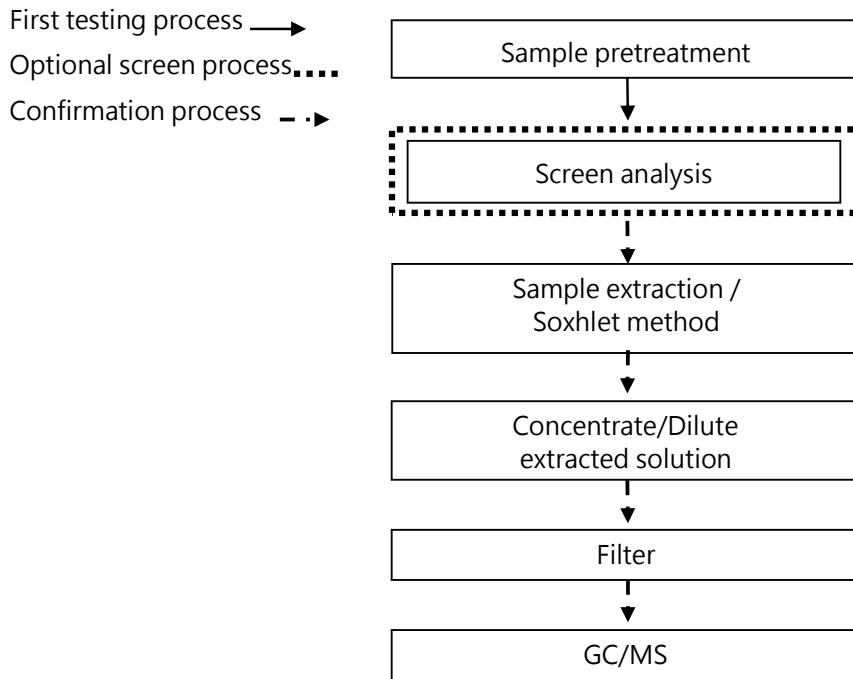 First testing process
Optional screen process
Confirmation process
Sample pretreatment
Screen analysis
Sample extraction /
Soxhlet method
Concentrate/Dilute
extracted solution
Filter
GC/MS